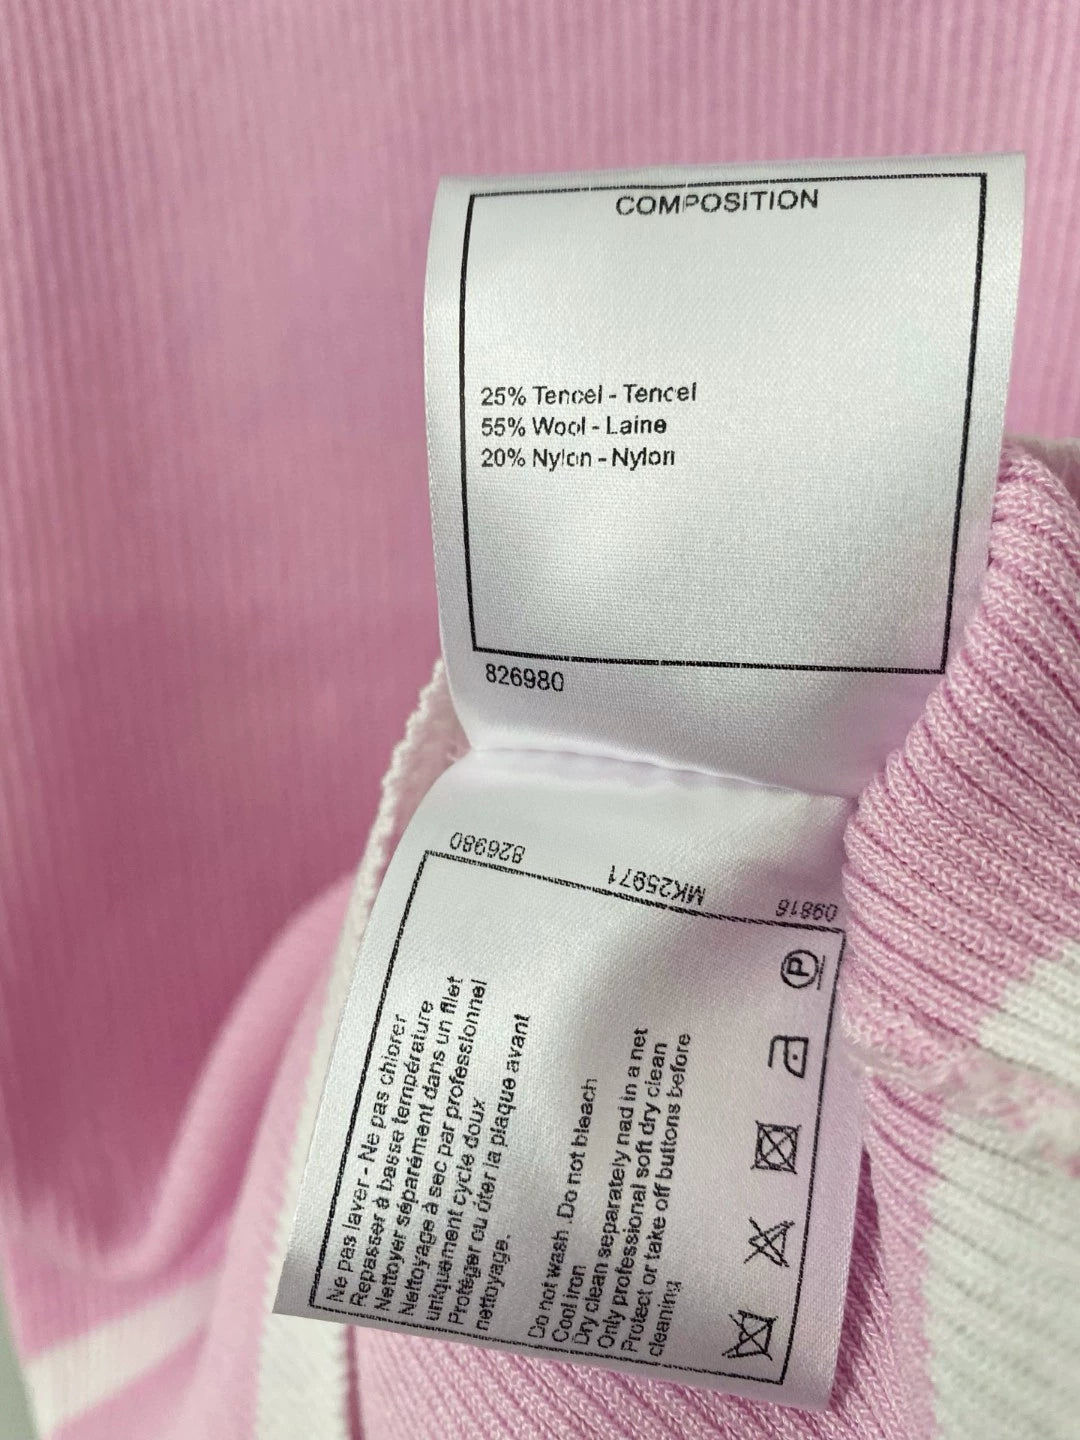 COMPOSITION
25% Tencel - Tencel
55% Wool - Laine
20% Nylon - Nylon
826980
826980
MK25971
09816
P
Ne pas laver - Ne pas chlorer
Repasser à basse température
Nettoyer séparément dans un filet
Nettoyage à sec par professionnel
uniquement cycle doux
Protéger ou ôter la plaque avant
nettoyage.
Do not wash . Do not bleach
Cool iron
Dry clean separately nad in a net
Only professional soft dry clean
Protect or take off buttons before
cleaning